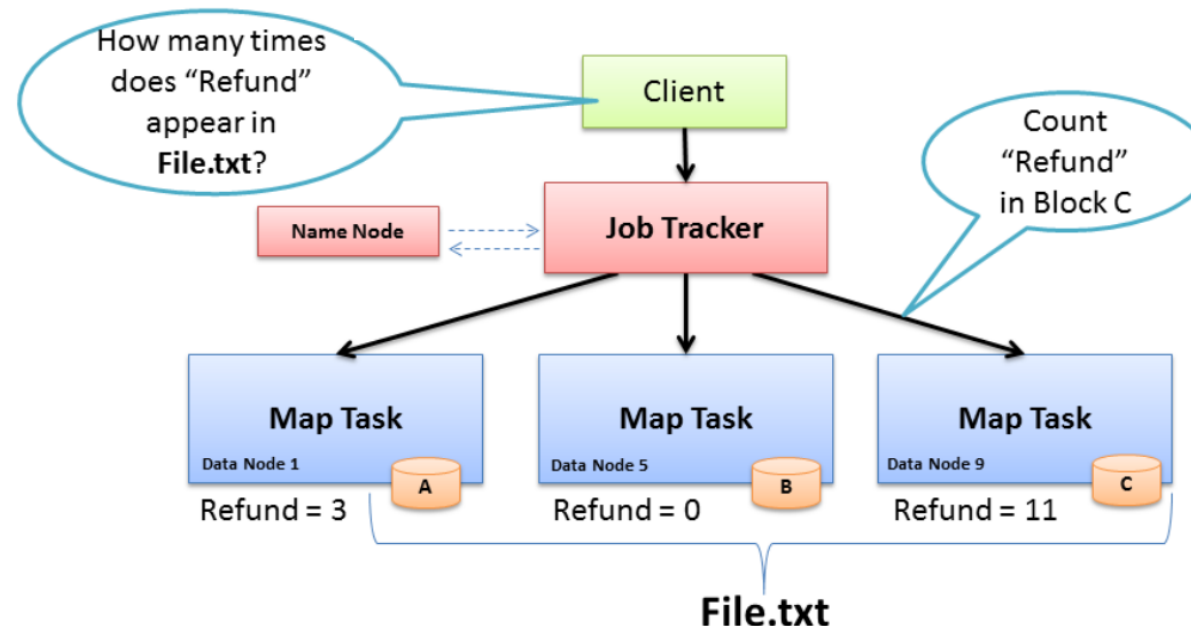 How many times
does “Refund”
appear in
File.txt?
Client
Count
“Refund”
in Block C
Name Node
Job Tracker
Map Task
Data Node 1
A
Map Task
Data Node 5
B
Map Task
Data Node 9
C
Refund = 3
Refund = 0
Refund = 11
File.txt